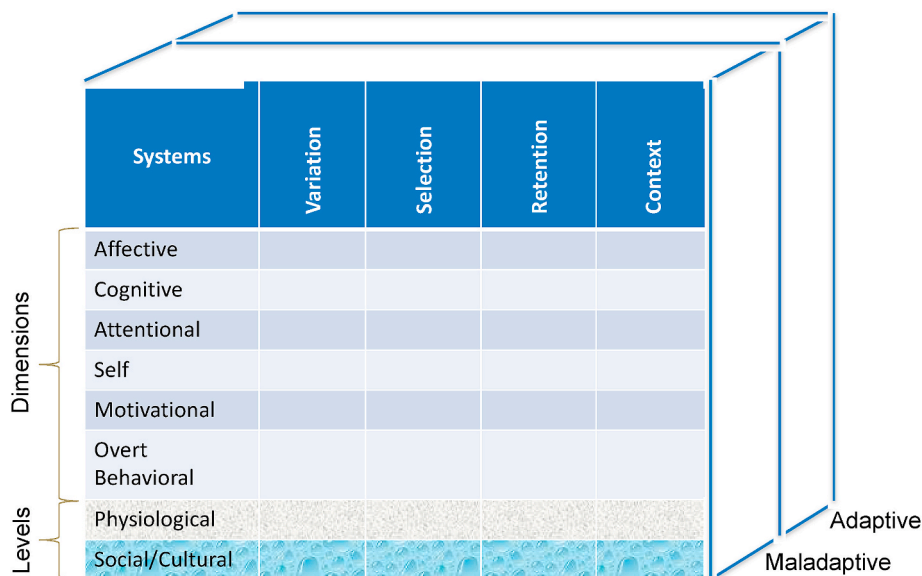 Systems
Variation
Selection
Retention
Context
Dimensions
Affective
Cognitive
Attentional
Self
Motivational
Overt
Behavioral
Levels
Physiological
Social/Cultural
Adaptive
Maladaptive